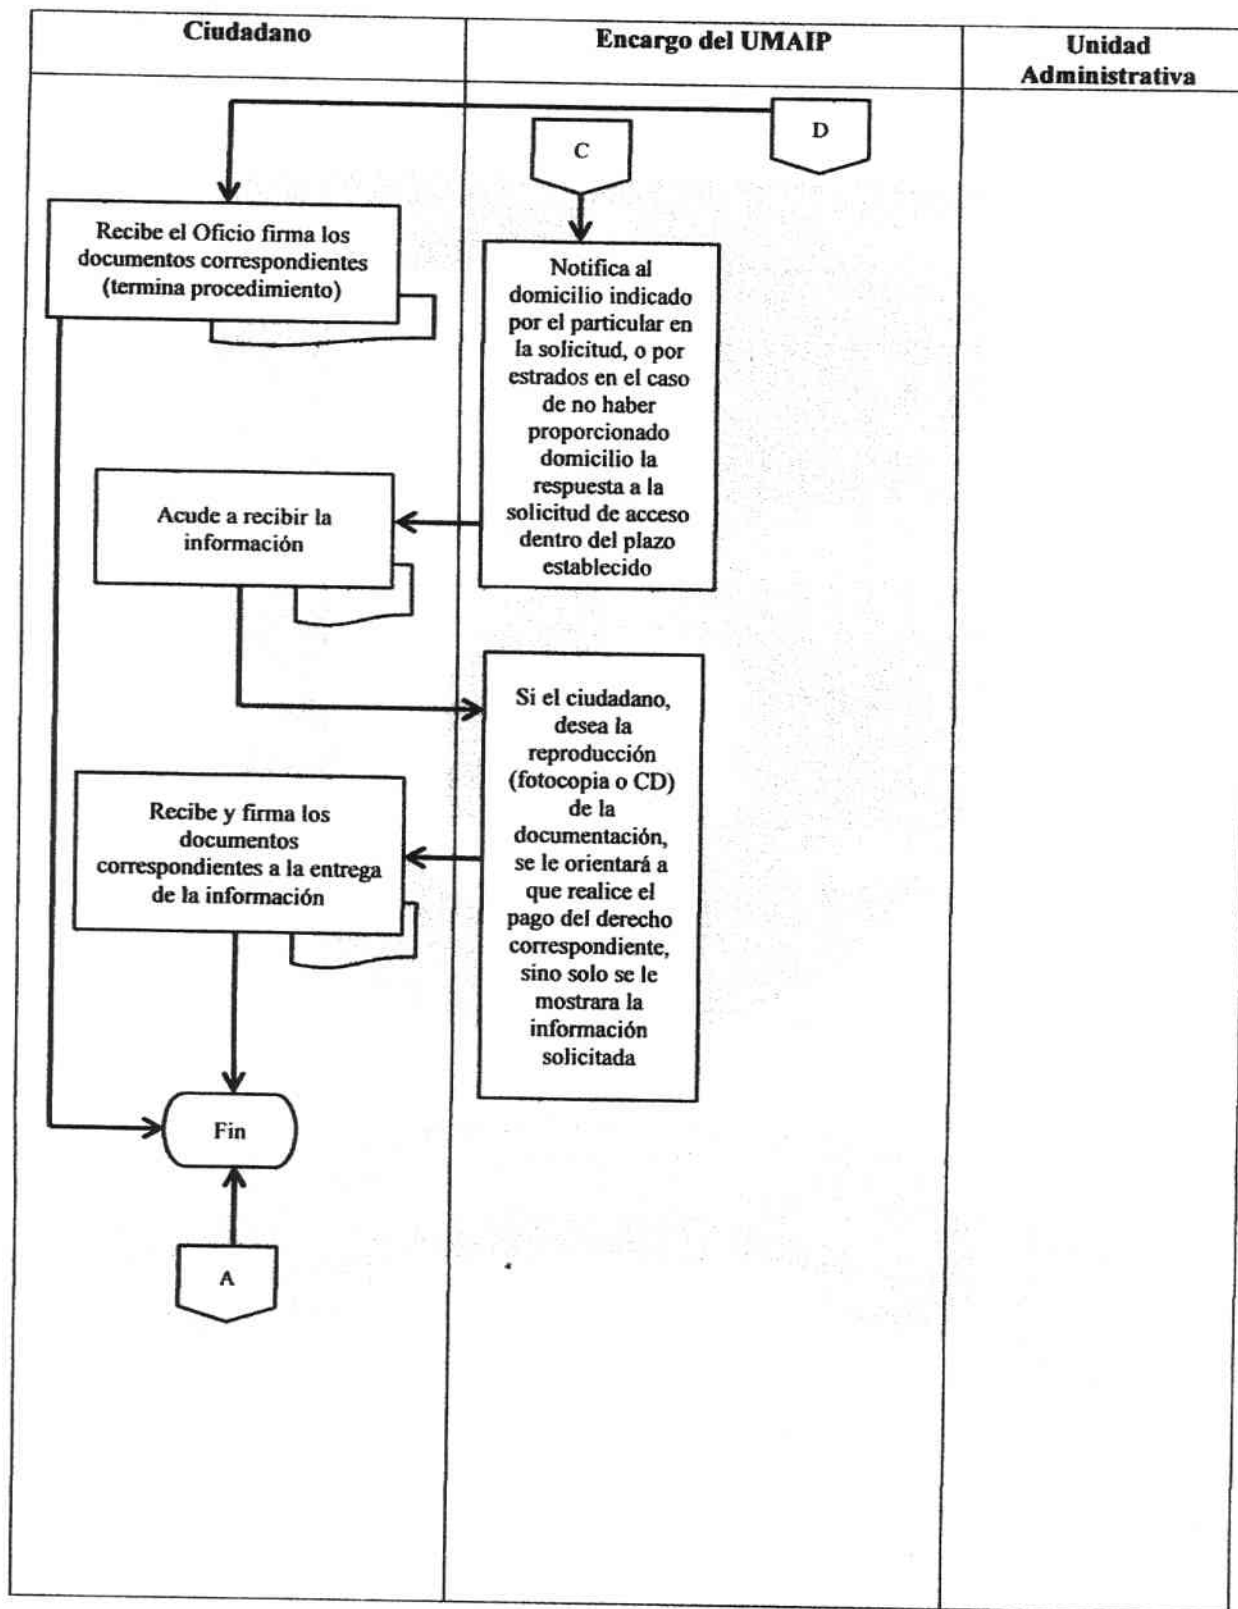 Ciudadano
Encargo del UMAIP
Unidad
Administrativa
D
C
Recibe el Oficio firma los
documentos correspondientes
(termina procedimiento)
Notifica al
domicilio indicado
por el particular en
la solicitud, o por
estrados en el caso
de no haber
proporcionado
domicilio la
respuesta a la
solicitud de acceso
dentro del plazo
establecido
Acude a recibir la
información
Si el ciudadano,
desea la
reproducción
(fotocopia o CD)
de la
documentación,
se le orientará a
que realice el
pago del derecho
correspondiente,
sino solo se le
mostrara la
información
solicitada
Recibe y firma los
documentos
correspondientes a la entrega
de la información
Fin
A